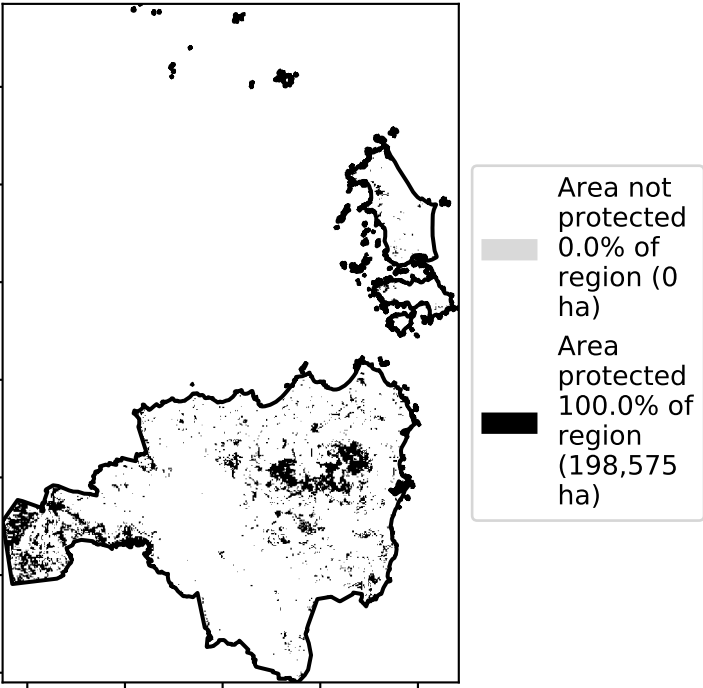 Area not
protected
0.0% of
region (0
ha)
Area
protected
100.0% of
region
(198,575
ha)